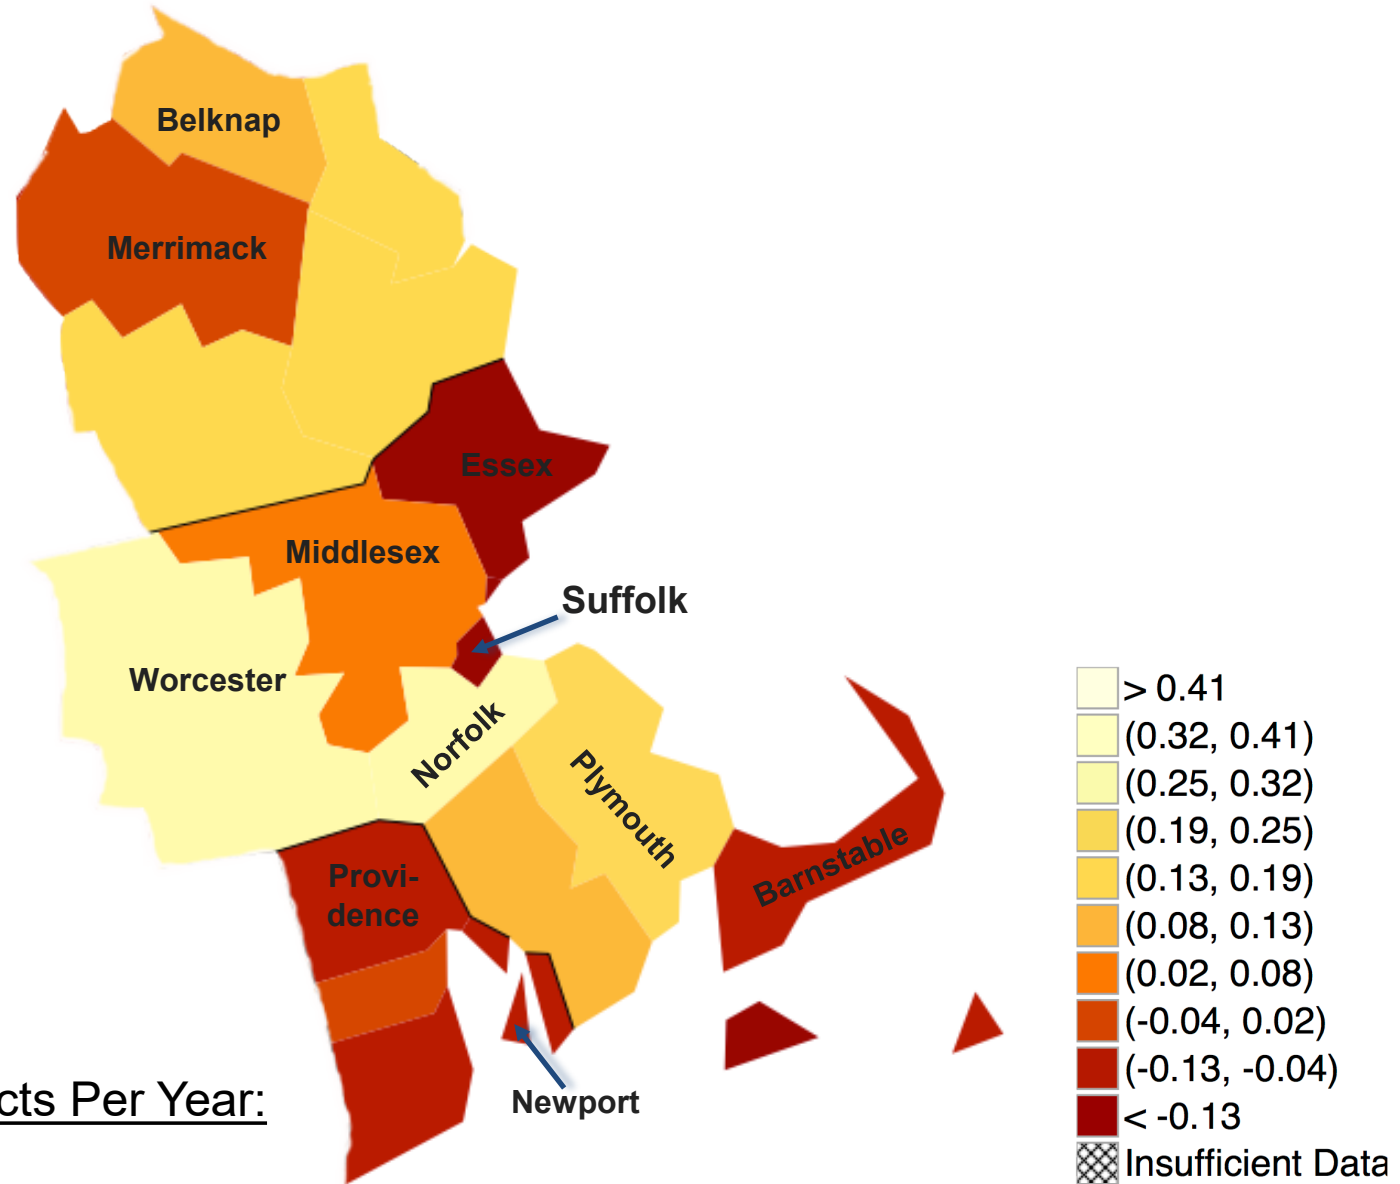 Belknap
Merrimack
Essex
Middlesex
Suffolk
Worcester
Norfolk
Plymouth
Barnstable
Provi-
dence
Newport
cts Per Year:
> 0.41
(0.32, 0.41)
(0.25, 0.32)
(0.19, 0.25)
(0.13, 0.19)
(0.08, 0.13)
(0.02, 0.08)
(-0.04, 0.02)
(-0.13, -0.04)
< -0.13
Insufficient Data